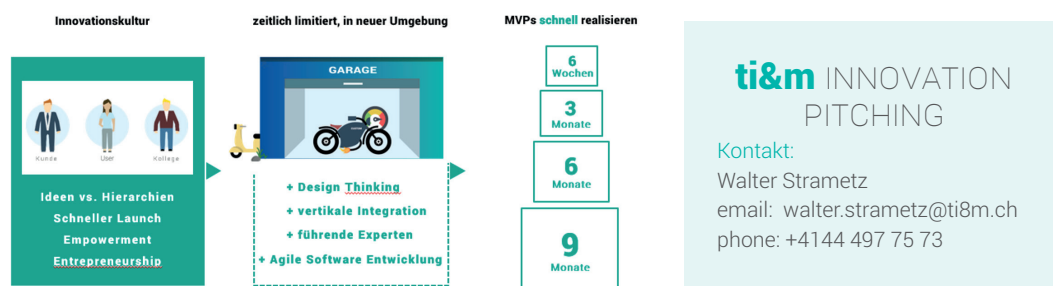 Innovationskultur
Kunde
User
Kollege
Ideen vs. Hierarchien
Schneller Launch
Empowerment
Entrepreneurship
zeitlich limitiert, in neuer Umgebung
GARAGE
+ Design Thinking
+ vertikale Integration
+ führende Experten
+ Agile Software Entwicklung
MVPs schnell realisieren
6
Wochen
3
Monate
6
Monate
9
Monate
ti&m INNOVATION
PITCHING
Kontakt:
Walter Strametz
email: walter.strametz@ti8m.ch
phone: +4144 497 75 73